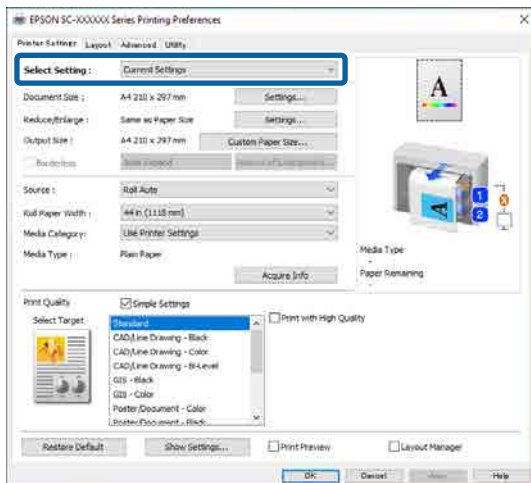 EPSON SC-XXXXXX Series Printing Preferences
Printer Settings Layout Advanced Utility
Select Setting : Current Settings
Document Size : A4 210 x 297 mm Settings...
Reduce/Enlarge : Same as Paper Size Settings...
Output Size : A4 210 x 297 mm Custom Paper Size...
Borderless
Source : Roll Auto
Roll Paper Width : 44 in (1118 mm)
Media Category: Use Printer Settings
Media Type : Plain Paper
Acquire Info
A
A
1
2
Media Type
-
Paper Remaining
-
Print Quality Simple Settings
Select Target
Standard
CAD/Line Drawing - Black
CAD/Line Drawing - Color
CAD/Line Drawing - Bi-Level
GIS - Black
GIS - Color
Poster/Document - Color
Poster/Document - Black
Print with High Quality
Restore Default Show Settings... Print Preview Layout Manager
OK Cancel Help